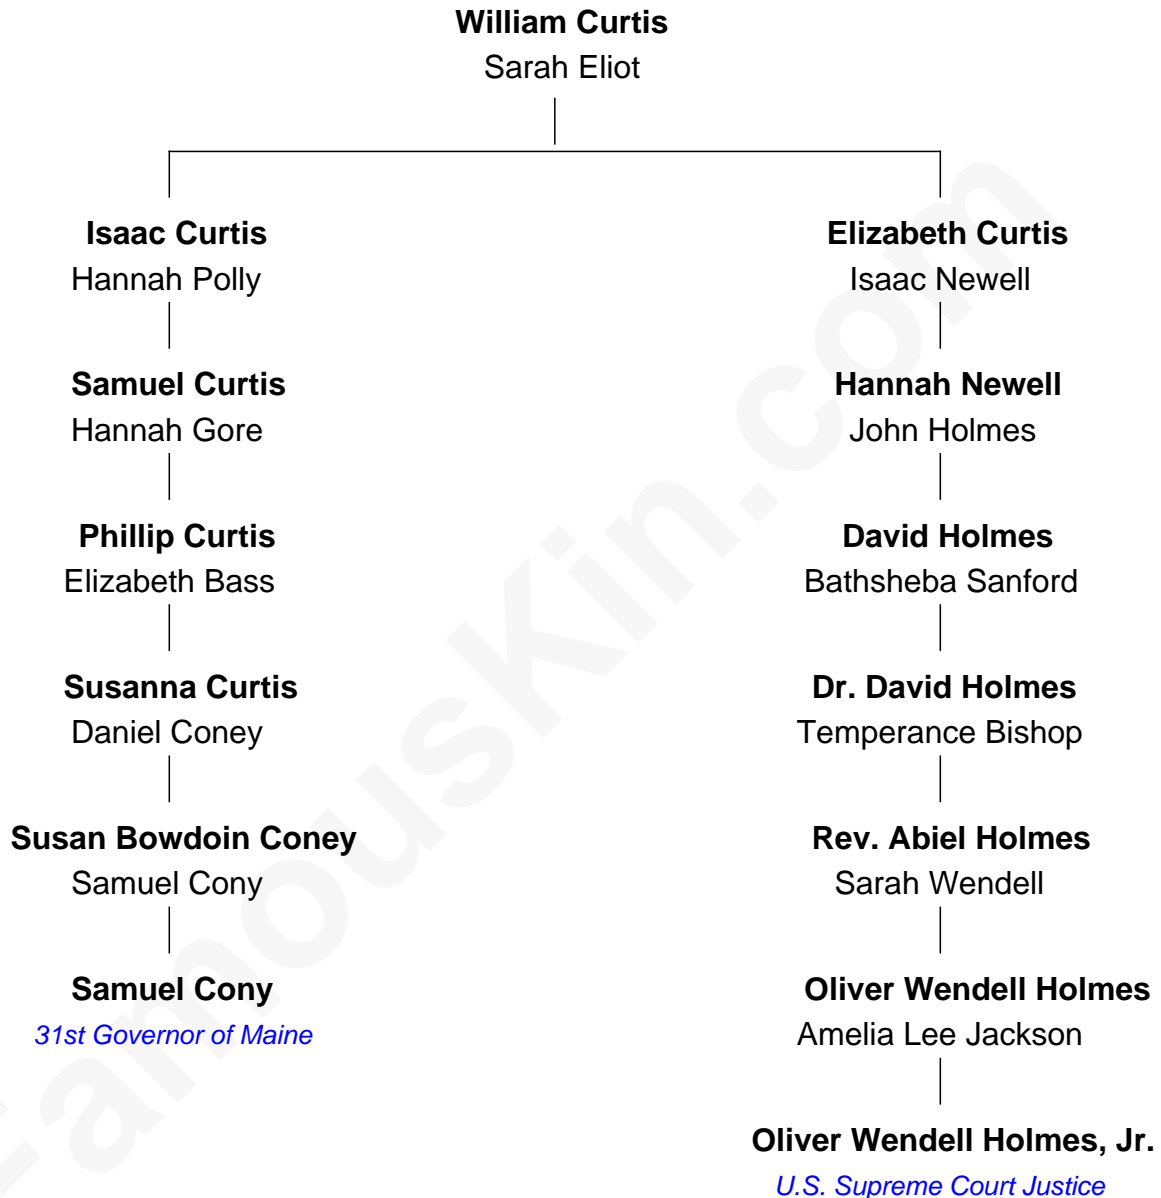 William Curtis
Sarah Eliot
Isaac Curtis
Hannah Polly
Elizabeth Curtis
Isaac Newell
Samuel Curtis
Hannah Gore
Hannah Newell
John Holmes
Phillip Curtis
Elizabeth Bass
David Holmes
Bathsheba Sanford
Susanna Curtis
Daniel Coney
Dr. David Holmes
Temperance Bishop
Susan Bowdoin Coney
Samuel Cony
Rev. Abiel Holmes
Sarah Wendell
Samuel Cony
31st Governor of Maine
Oliver Wendell Holmes
Amelia Lee Jackson
Oliver Wendell Holmes, Jr.
U.S. Supreme Court Justice
FamousKin.com